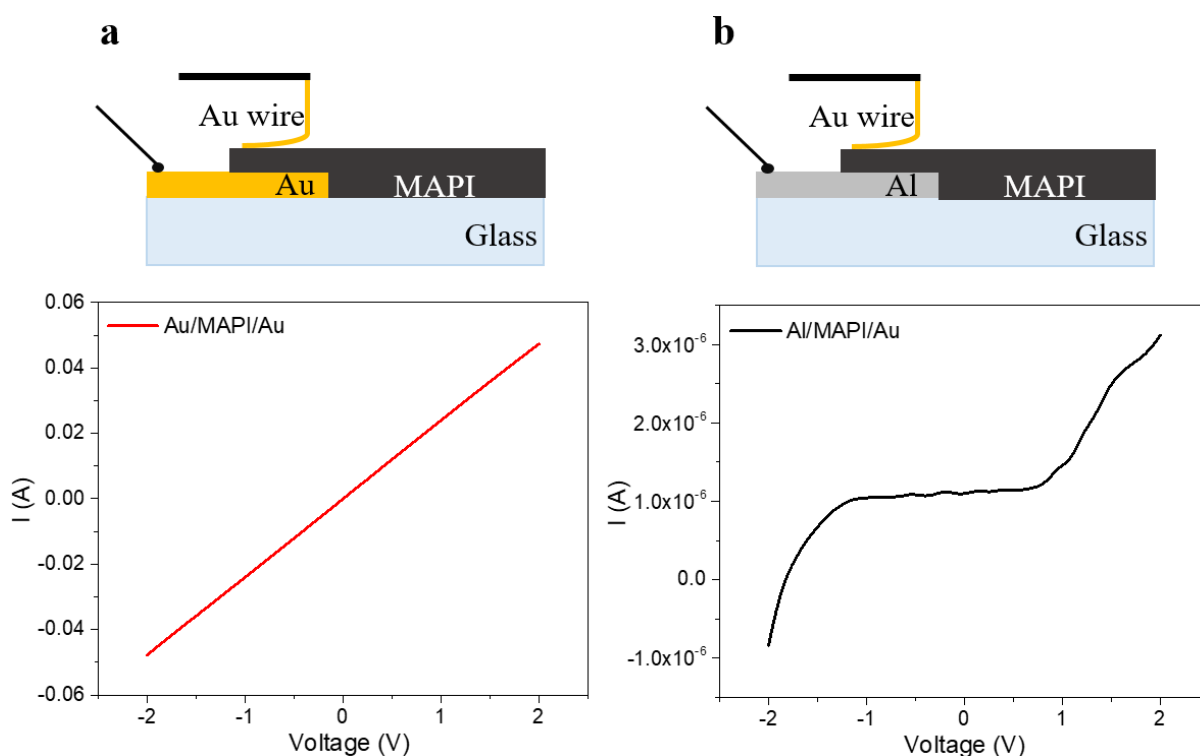 a
Au wire
Au
MAPI
Glass
Au/MAPI/Au
0.06
0.04
0.02
0.00
-0.02
-0.04
-0.06
I (A)
-2
-1
0
1
2
Voltage (V)
b
Au wire
Al
MAPI
Glass
Al/MAPI/Au
3.0x10⁻⁶
2.0x10⁻⁶
1.0x10⁻⁶
0.0
-1.0x10⁻⁶
I (A)
-2
-1
0
1
2
Voltage (V)